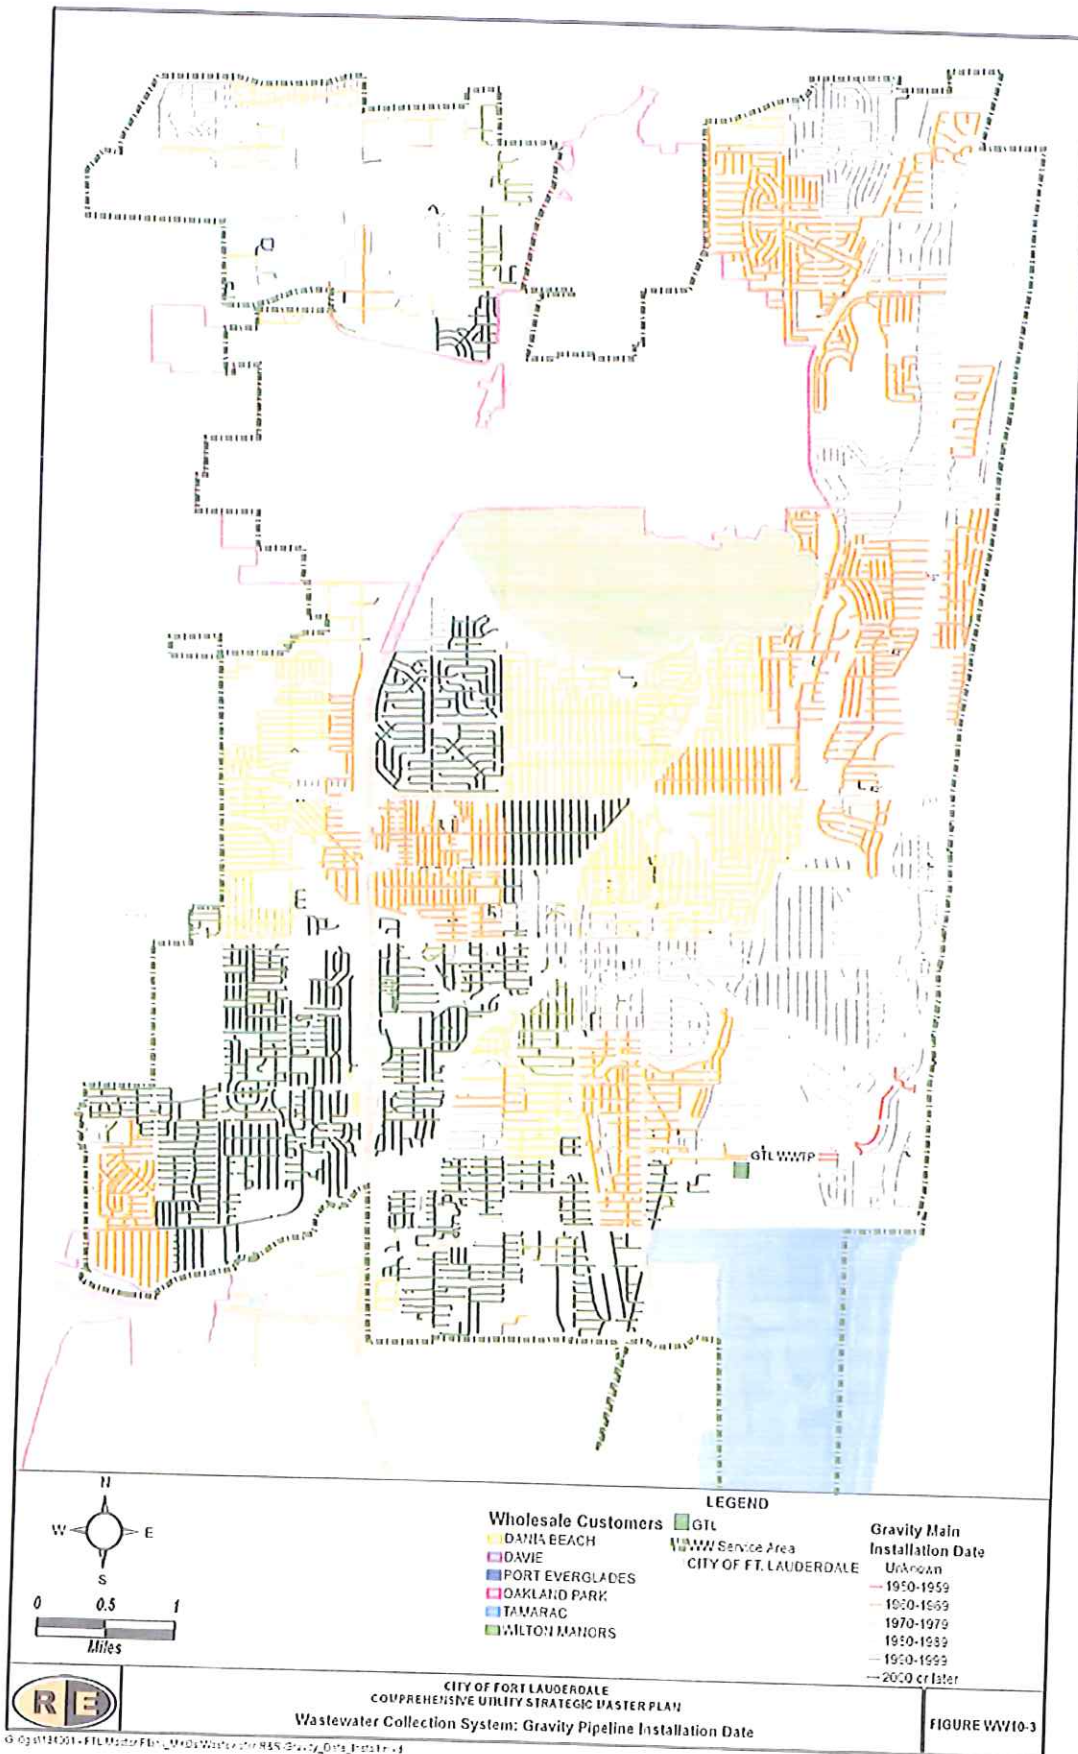 GTL WWTP
N
W E
S
0 0.5 1
Miles
LEGEND
Wholesale Customers
DANIA BEACH
DAVIE
PORT EVERGLADES
OAKLAND PARK
TAMARAC
WILTON MANORS
GTL
WW Service Area
CITY OF FT. LAUDERDALE
Gravity Main
Installation Date
Unknown
1950-1959
1960-1969
1970-1979
1980-1989
1990-1999
2000 or later
RE
CITY OF FORT LAUDERDALE
COMPREHENSIVE UTILITY STRATEGIC MASTER PLAN
Wastewater Collection System: Gravity Pipeline Installation Date
FIGURE WW10-3